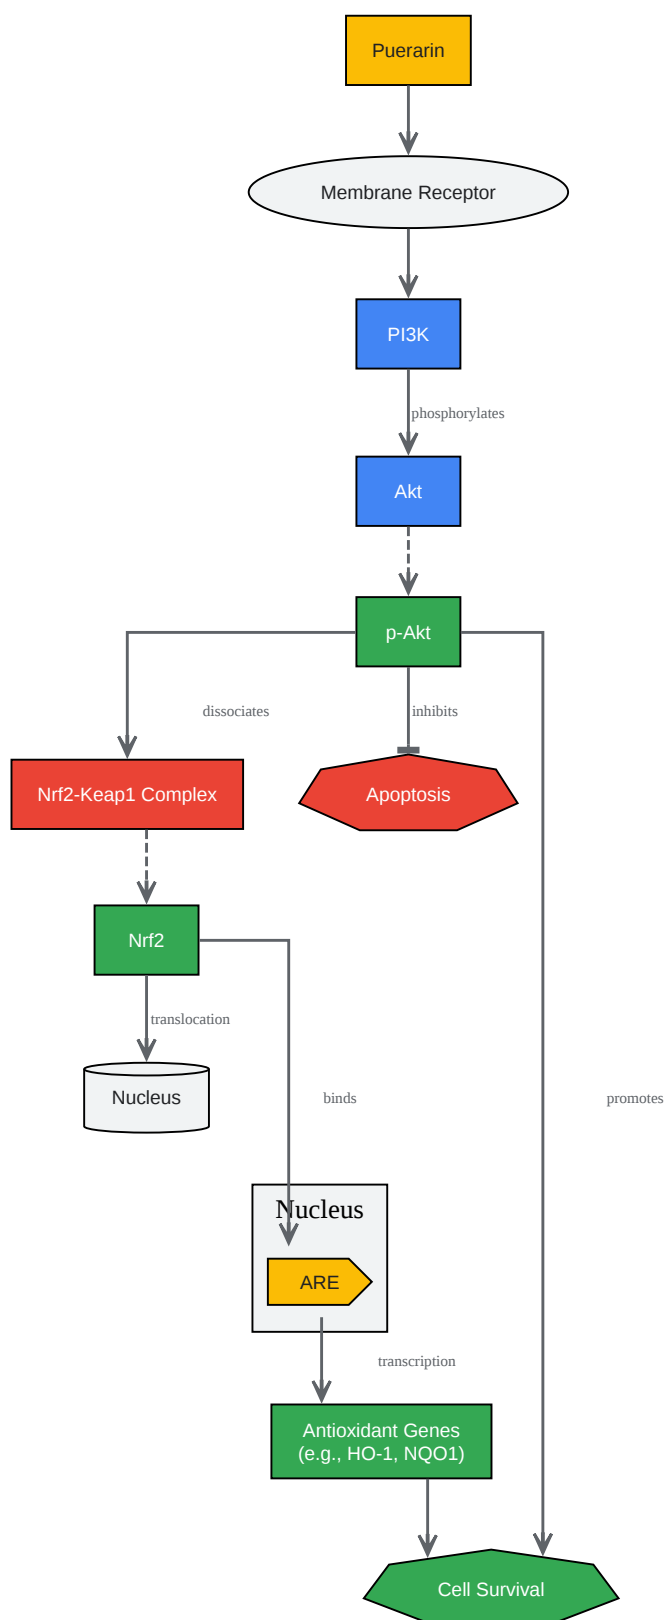 Puerarin
Membrane Receptor
PI3K
phosphorylates
Akt
p-Akt
dissociates
inhibits
Nrf2-Keap1 Complex
Apoptosis
Nrf2
translocation
Nucleus
binds
promotes
Nucleus
ARE
transcription
Antioxidant Genes
(e.g., HO-1, NQO1)
Cell Survival